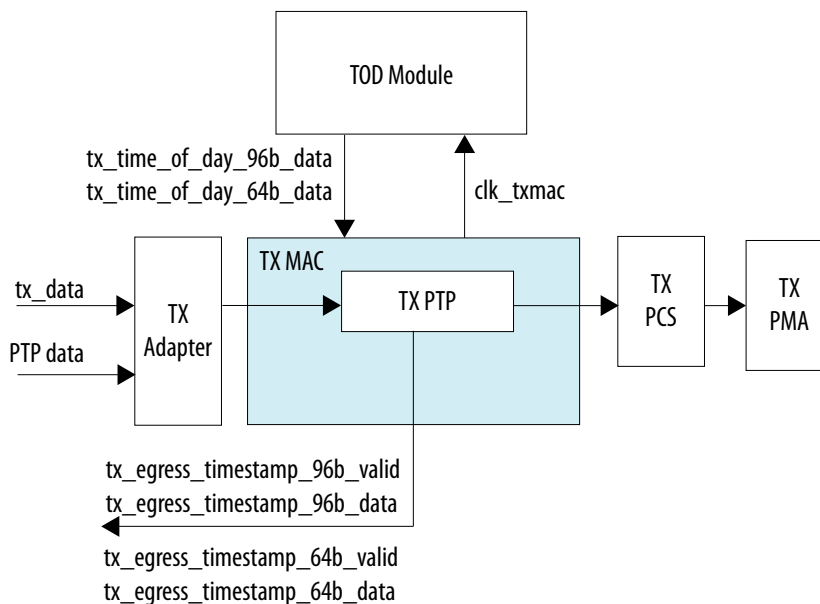 TOD Module
tx_time_of_day_96b_data
tx_time_of_day_64b_data
clk_txmac
TX MAC
TX PTP
tx_data
PTP data
TX
Adapter
TX
PCS
TX
PMA
tx_egress_timestamp_96b_valid
tx_egress_timestamp_96b_data
tx_egress_timestamp_64b_valid
tx_egress_timestamp_64b_data